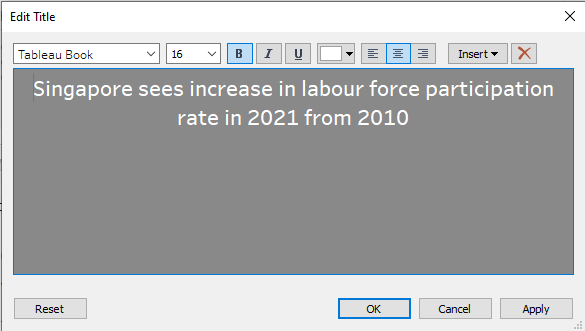 Edit Title
Tableau Book 16 B I U Insert
Singapore sees increase in labour force participation
rate in 2021 from 2010
Reset OK Cancel Apply